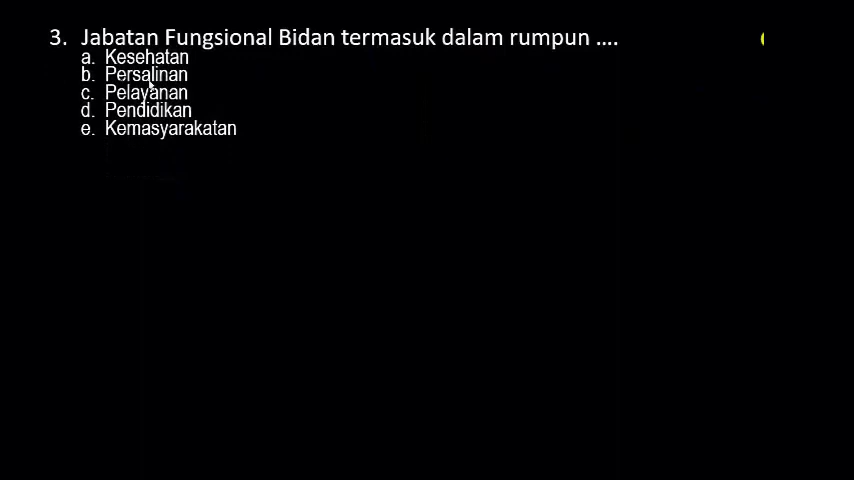 3. Jabatan Fungsional Bidan termasuk dalam rumpun ....
a. Kesehatan
b. Persalinan
c. Pelayanan
d. Pendidikan
e. Kemasyarakatan